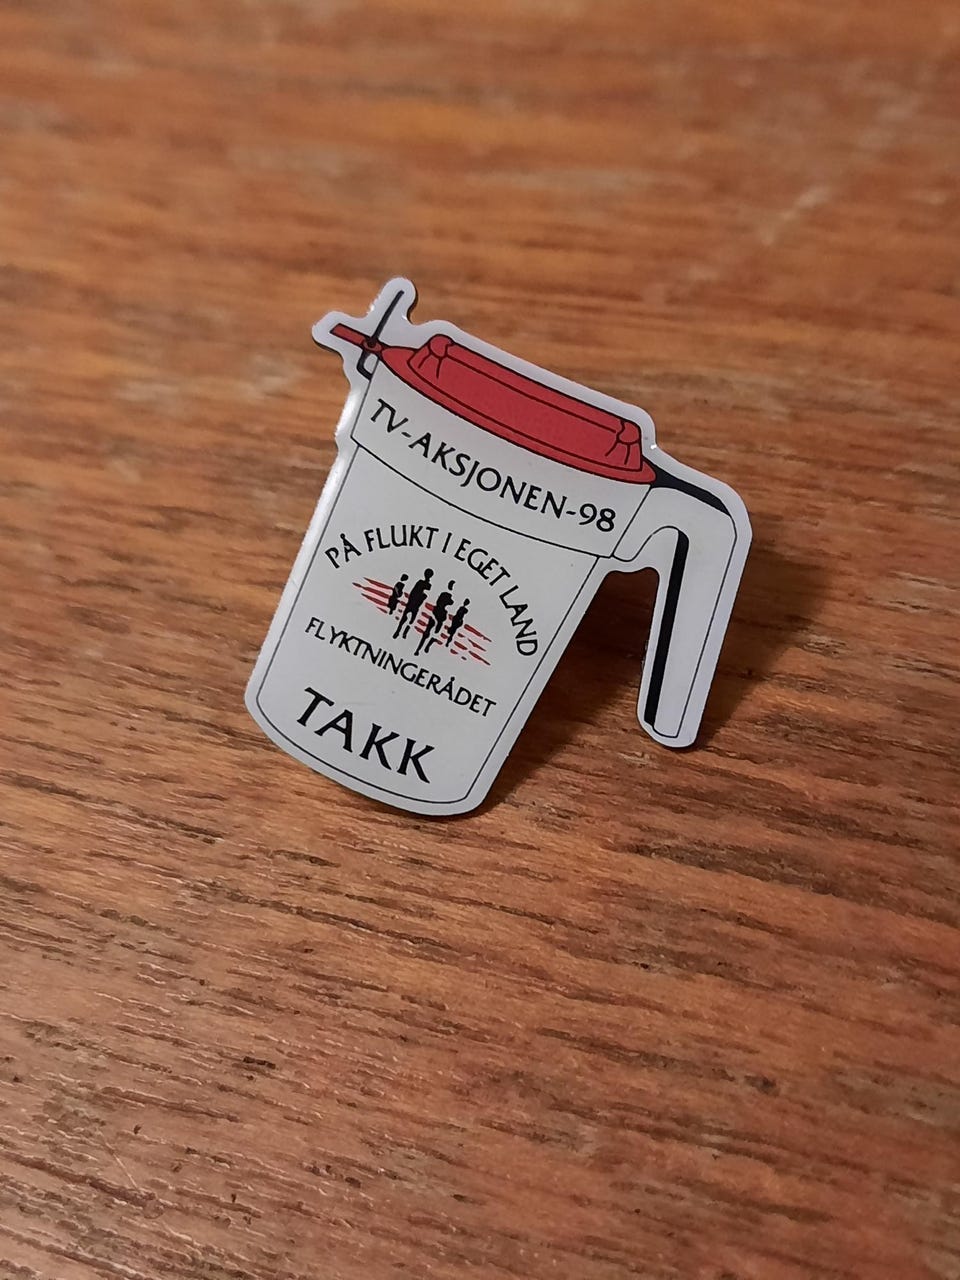 TV-AKSJONEN-98
PÅ FLUKT I EGET LAND
FLYKTNINGERÅDET
TAKK